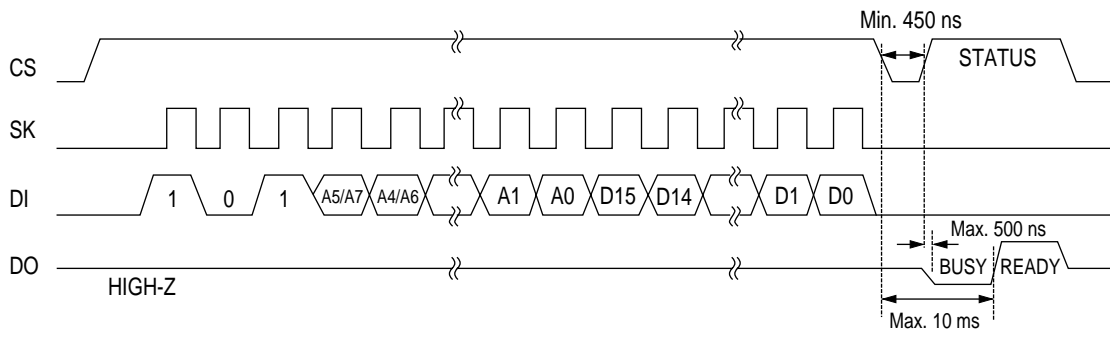 Min. 450 ns
CS
STATUS
SK
DI
1 0 1 A5/A7 A4/A6 A1 A0 D15 D14 D1 D0
Max. 500 ns
DO
HIGH-Z
BUSY READY
Max. 10 ms